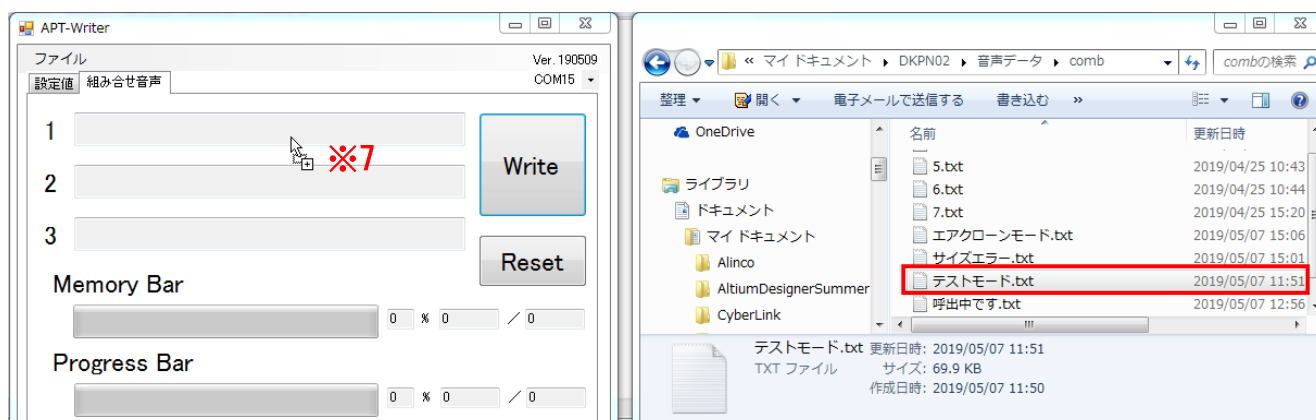 APT-Writer
ファイル
Ver. 190509
設定値 組み合せ音声
COM15
1
※7
Write
2
3
Reset
Memory Bar
0 % 0 / 0
Progress Bar
0 % 0 / 0
« マイ ドキュメント ▸ DKPN02 ▸ 音声データ ▸ comb
combの検索
整理 ▼ 開く ▼ 電子メールで送信する 書き込む »
OneDrive
ライブラリ
ドキュメント
マイ ドキュメント
Alinco
AltiumDesignerSummer
CyberLink
名前 更新日時
5.txt 2019/04/25 10:43
6.txt 2019/04/25 10:44
7.txt 2019/04/25 15:20
エアクローンモード.txt 2019/05/07 15:06
サイズエラー.txt 2019/05/07 15:01
テストモード.txt 2019/05/07 11:51
呼出中です.txt 2019/05/07 12:56
テストモード.txt 更新日時: 2019/05/07 11:51
TXT ファイル サイズ: 69.9 KB
作成日時: 2019/05/07 11:50